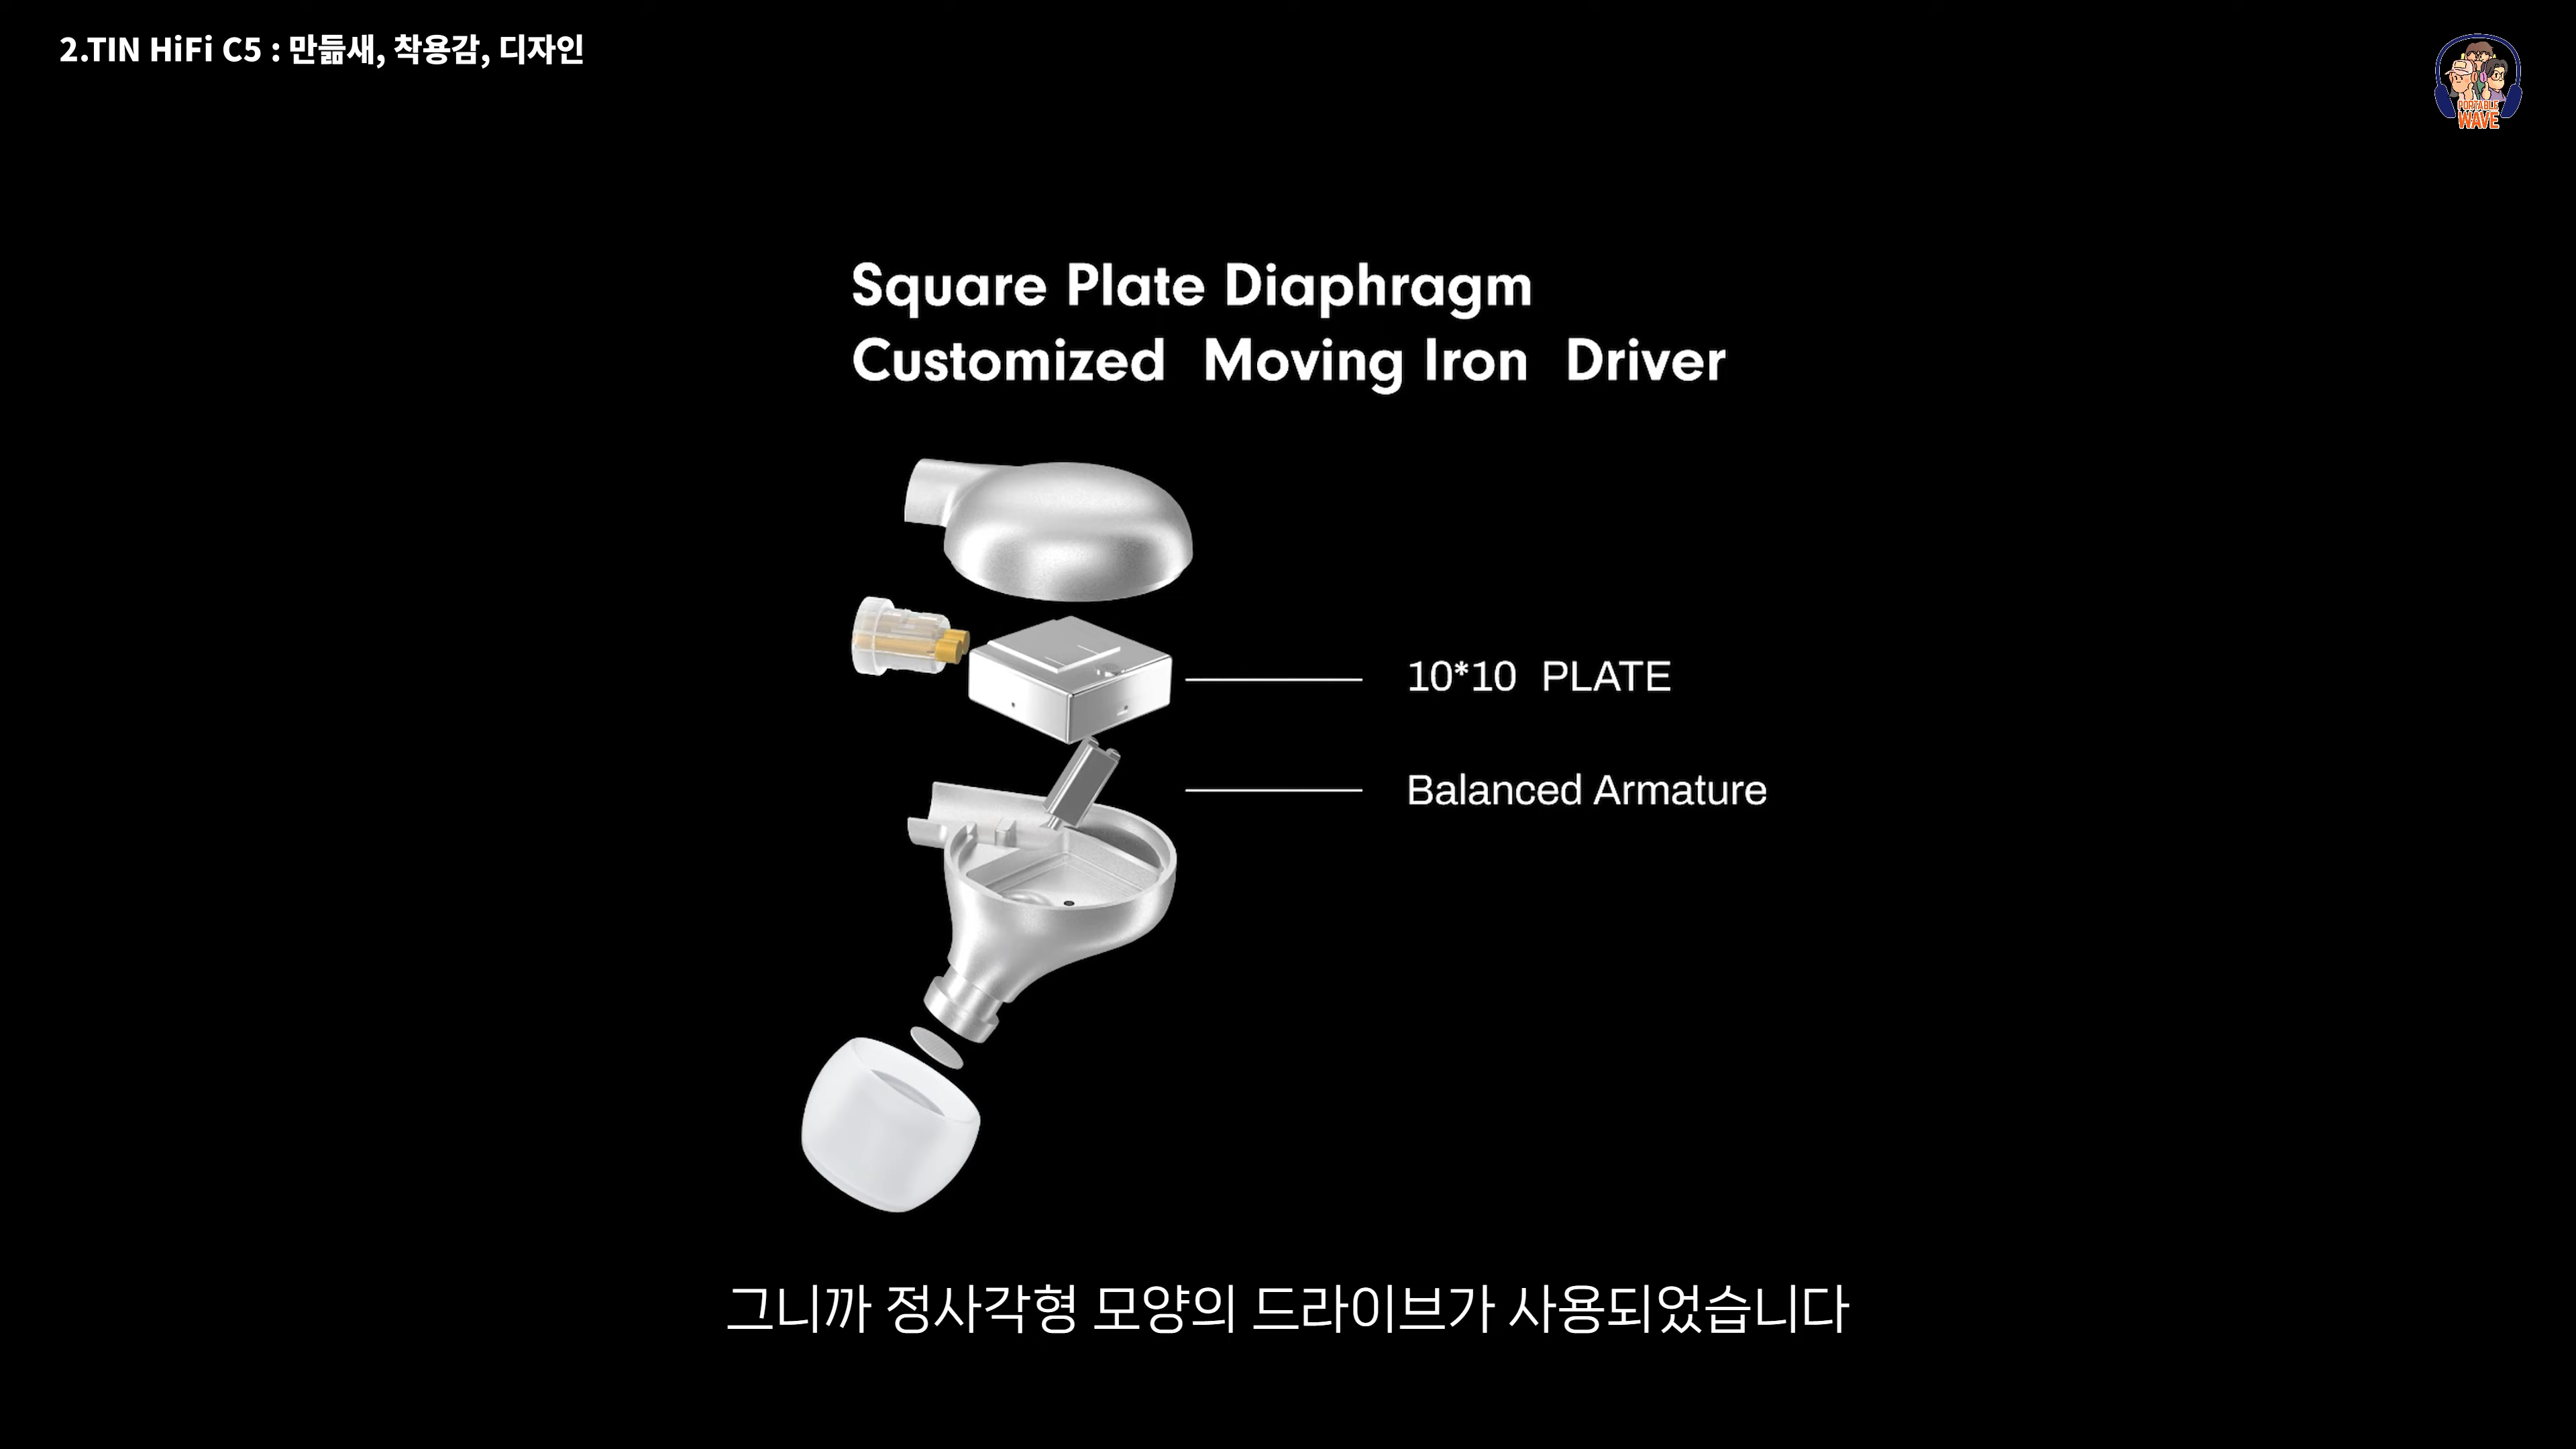 2.TIN HiFi C5 : 만듦새, 착용감, 디자인
PORTABLE
WAVE
Square Plate Diaphragm
Customized Moving Iron Driver
10*10 PLATE
Balanced Armature
그니까 정사각형 모양의 드라이브가 사용되었습니다